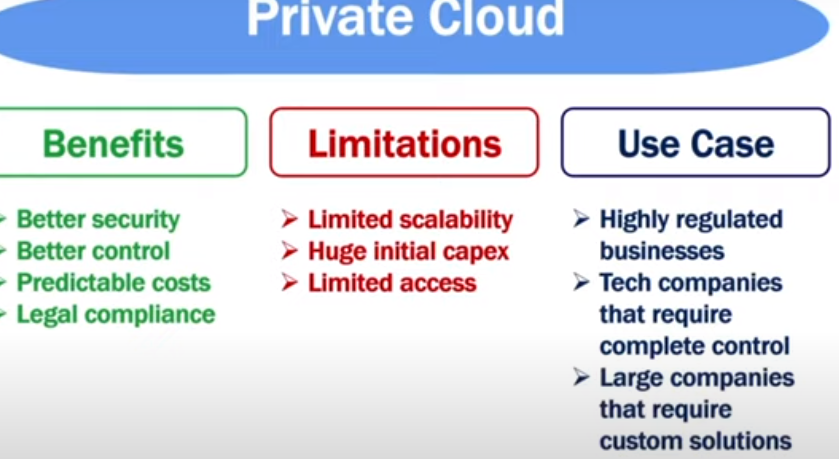 Private Cloud
Benefits
Better security
Better control
Predictable costs
Legal compliance
Limitations
Limited scalability
Huge initial capex
Limited access
Use Case
Highly regulated
businesses
Tech companies
that require
complete control
Large companies
that require
custom solutions